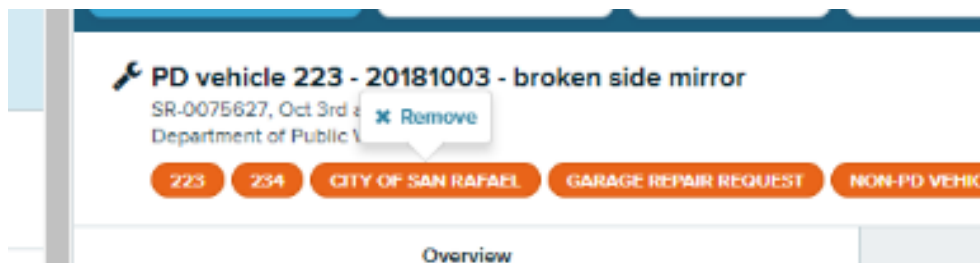 PD vehicle 223 - 20181003 - broken side mirror
SR-0075627, Oct 3rd
✖ Remove
Department of Public
223 234 CITY OF SAN RAFAEL GARAGE REPAIR REQUEST NON-PD
Overview